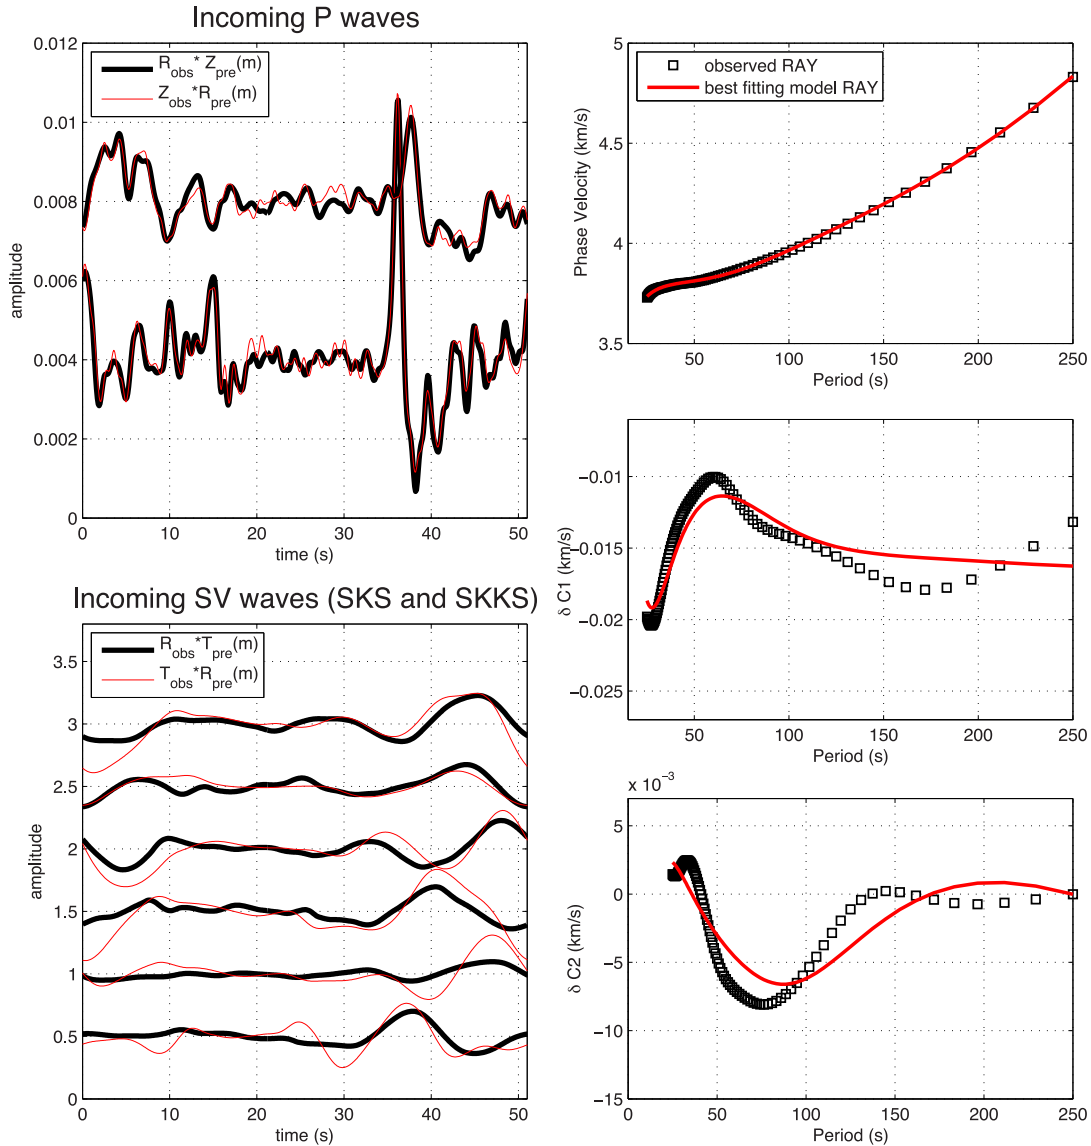 Incoming P waves
0.012
0.01
0.008
0.006
0.004
0.002
0
amplitude
R_obs* Z_pre(m)
Z_obs*R_pre(m)
0 10 20 30 40 50
time (s)
Incoming SV waves (SKS and SKKS)
3.5
3
2.5
2
1.5
1
0.5
0
amplitude
R_obs*T_pre(m)
T_obs*R_pre(m)
0 10 20 30 40 50
time (s)
5
4.5
4
3.5
Phase Velocity (km/s)
observed RAY
best fitting model RAY
50 100 150 200 250
Period (s)
−0.01
−0.015
−0.02
−0.025
δ C1 (km/s)
50 100 150 200 250
Period (s)
x 10^−3
5
0
−5
−10
−15
δ C2 (km/s)
0 50 100 150 200 250
Period (s)